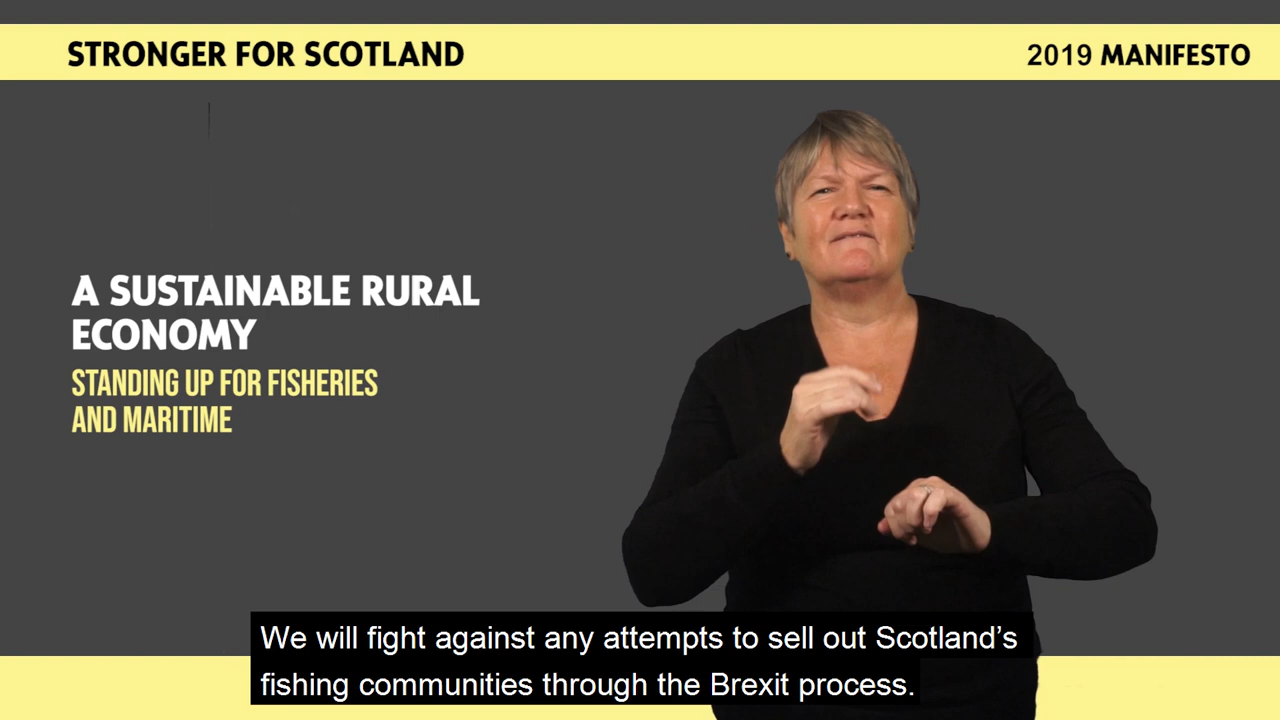 STRONGER FOR SCOTLAND
2019 MANIFESTO
A SUSTAINABLE RURAL
ECONOMY
STANDING UP FOR FISHERIES
AND MARITIME
We will fight against any attempts to sell out Scotland’s
fishing communities through the Brexit process.